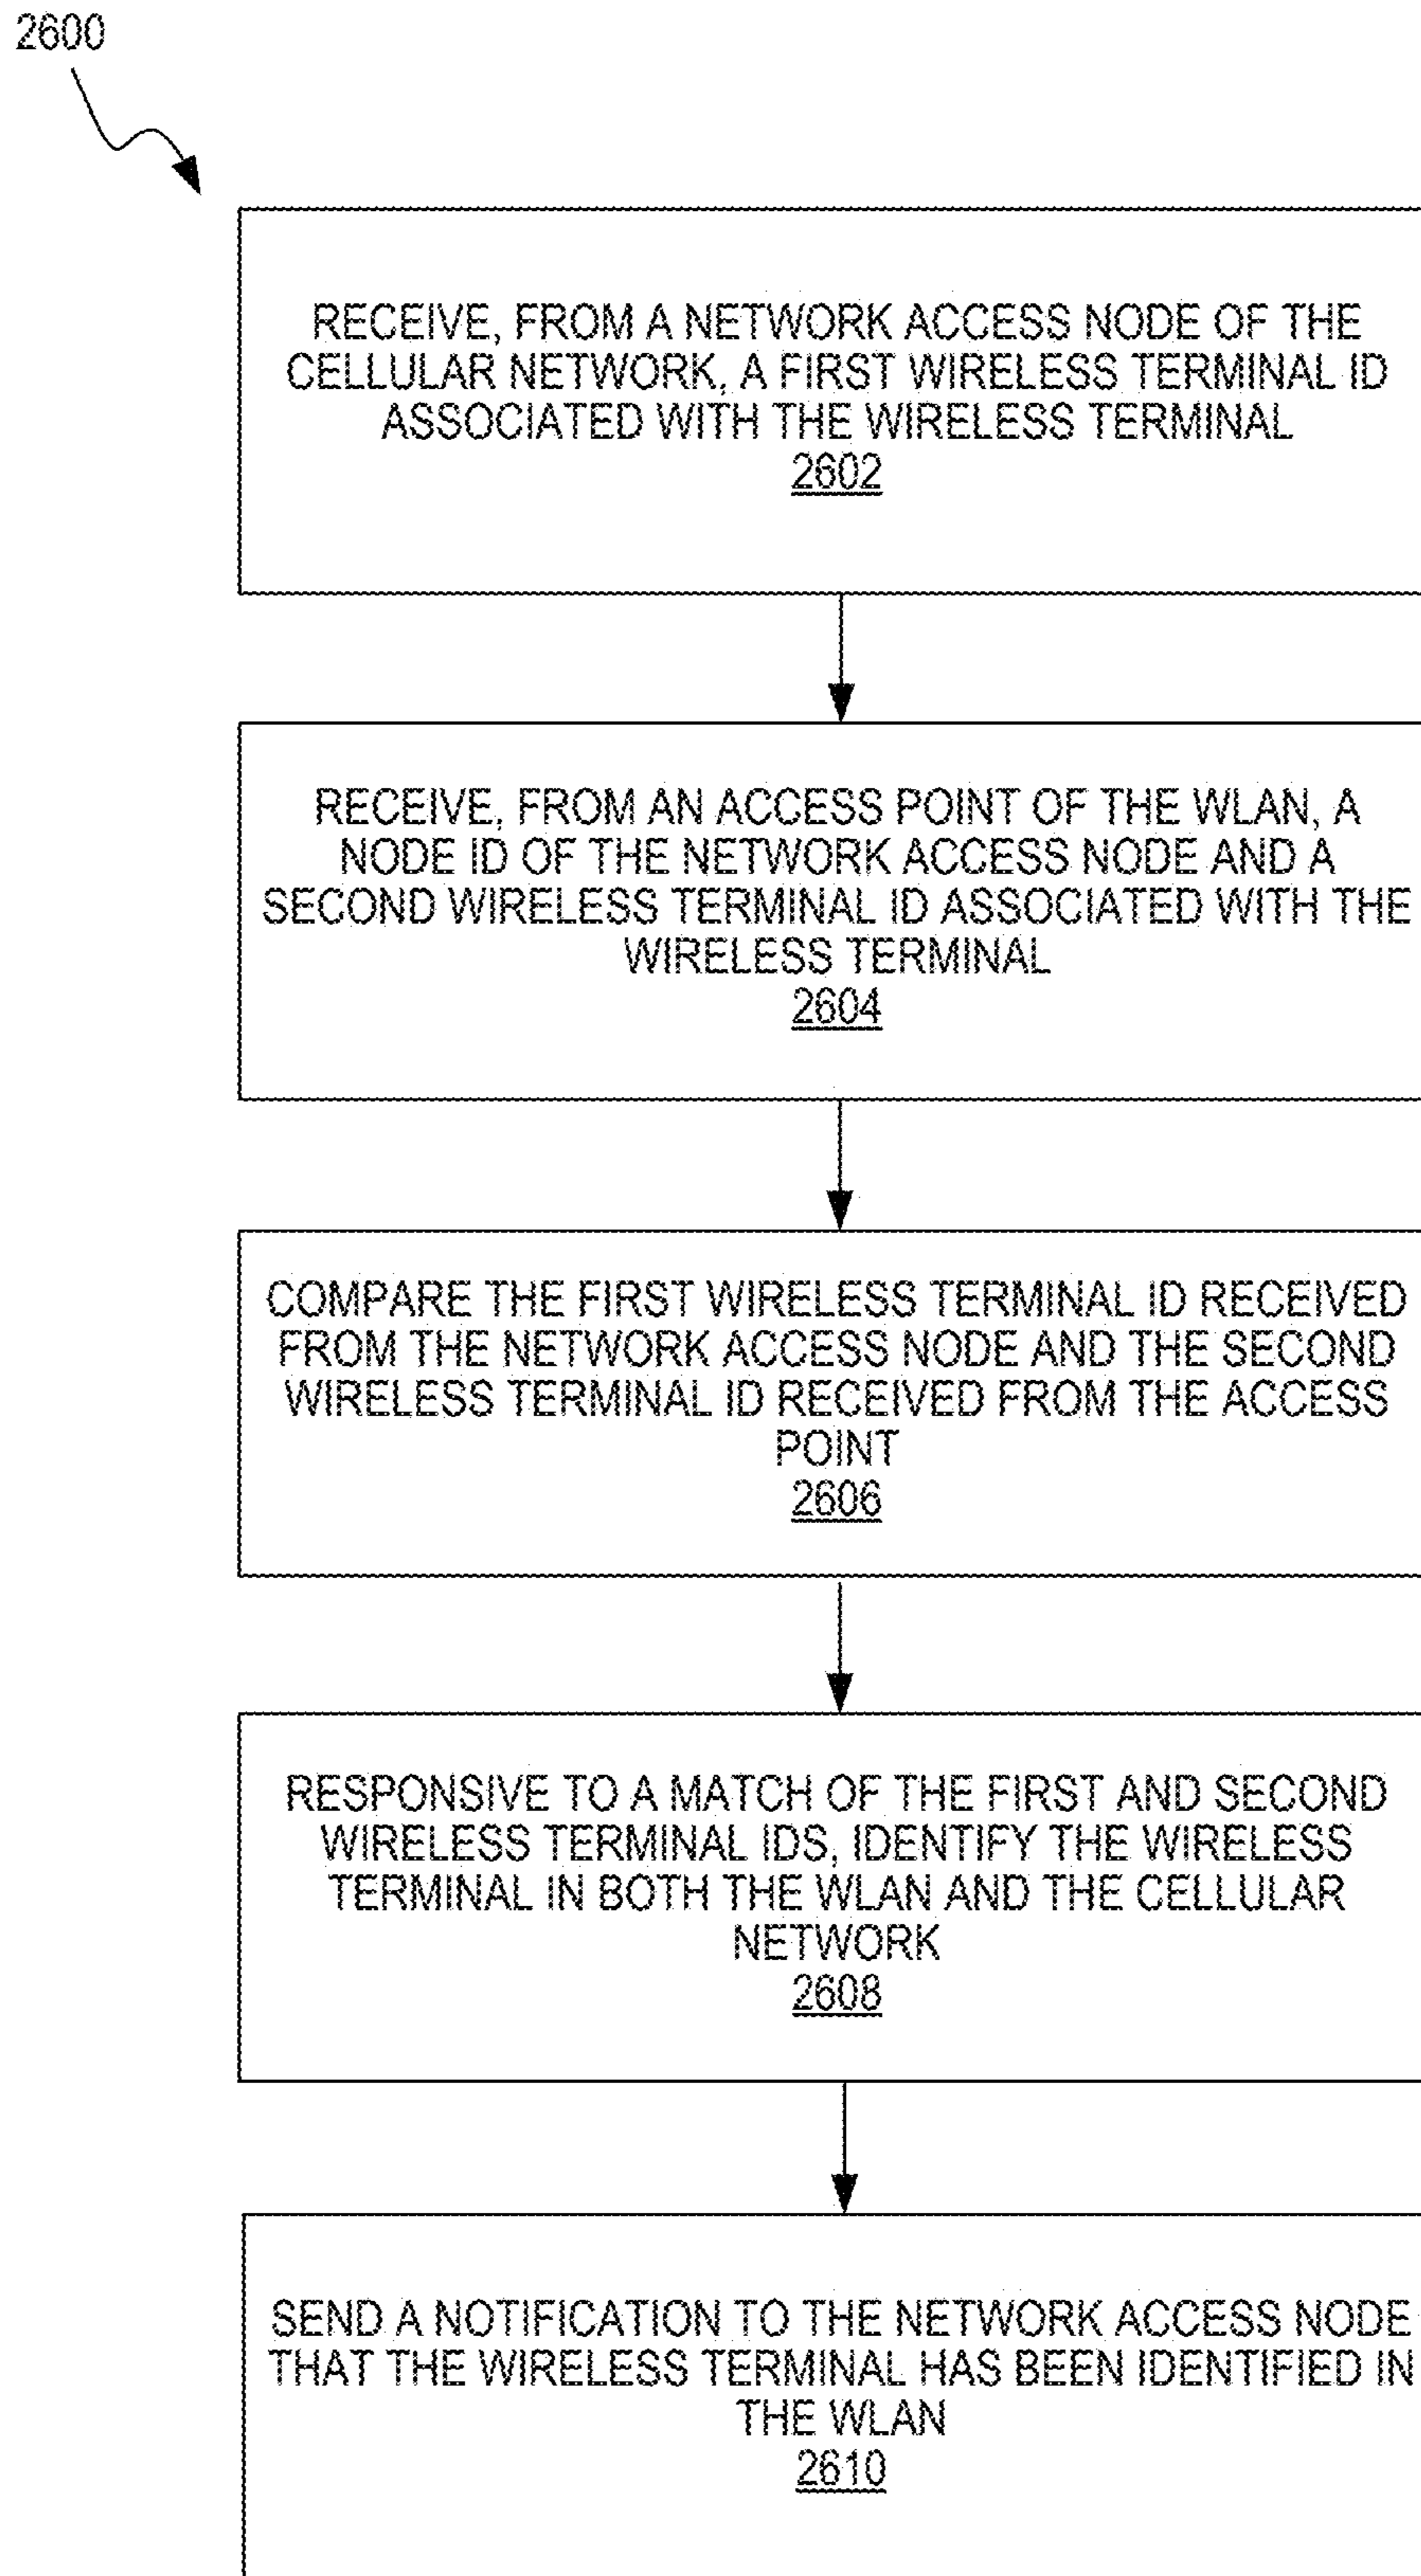 2600
RECEIVE, FROM A NETWORK ACCESS NODE OF THE
CELLULAR NETWORK, A FIRST WIRELESS TERMINAL ID
ASSOCIATED WITH THE WIRELESS TERMINAL
2602
RECEIVE, FROM AN ACCESS POINT OF THE WLAN, A
NODE ID OF THE NETWORK ACCESS NODE AND A
SECOND WIRELESS TERMINAL ID ASSOCIATED WITH THE
WIRELESS TERMINAL
2604
COMPARE THE FIRST WIRELESS TERMINAL ID RECEIVED
FROM THE NETWORK ACCESS NODE AND THE SECOND
WIRELESS TERMINAL ID RECEIVED FROM THE ACCESS
POINT
2606
RESPONSIVE TO A MATCH OF THE FIRST AND SECOND
WIRELESS TERMINAL IDS, IDENTIFY THE WIRELESS
TERMINAL IN BOTH THE WLAN AND THE CELLULAR
NETWORK
2608
SEND A NOTIFICATION TO THE NETWORK ACCESS NODE
THAT THE WIRELESS TERMINAL HAS BEEN IDENTIFIED IN
THE WLAN
2610